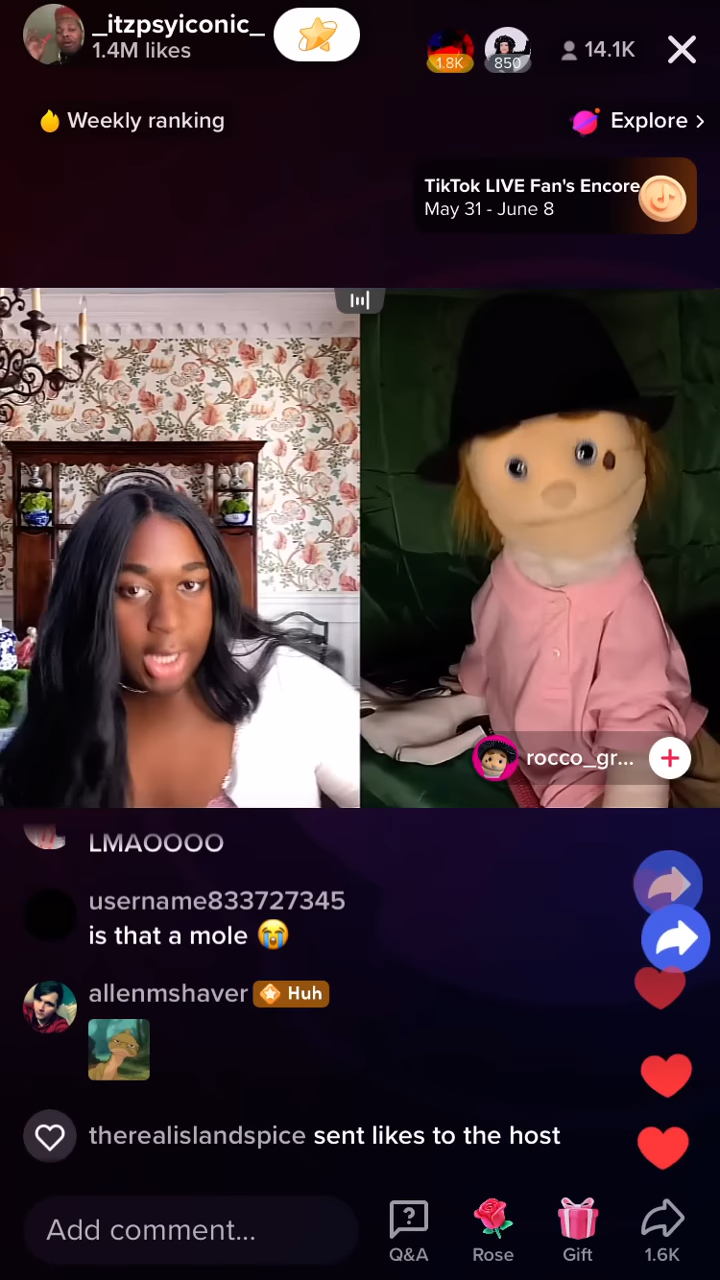 _itzpsyiconic_
1.4M likes
1.8K
850
14.1K
Weekly ranking
Explore >
TikTok LIVE Fan's Encore
May 31 - June 8
rocco_gr...
LMAOOOO
username833727345
is that a mole 😭
allenmshaver Huh
therealislandspice sent likes to the host
Add comment...
Q&A
Rose
Gift
1.6K